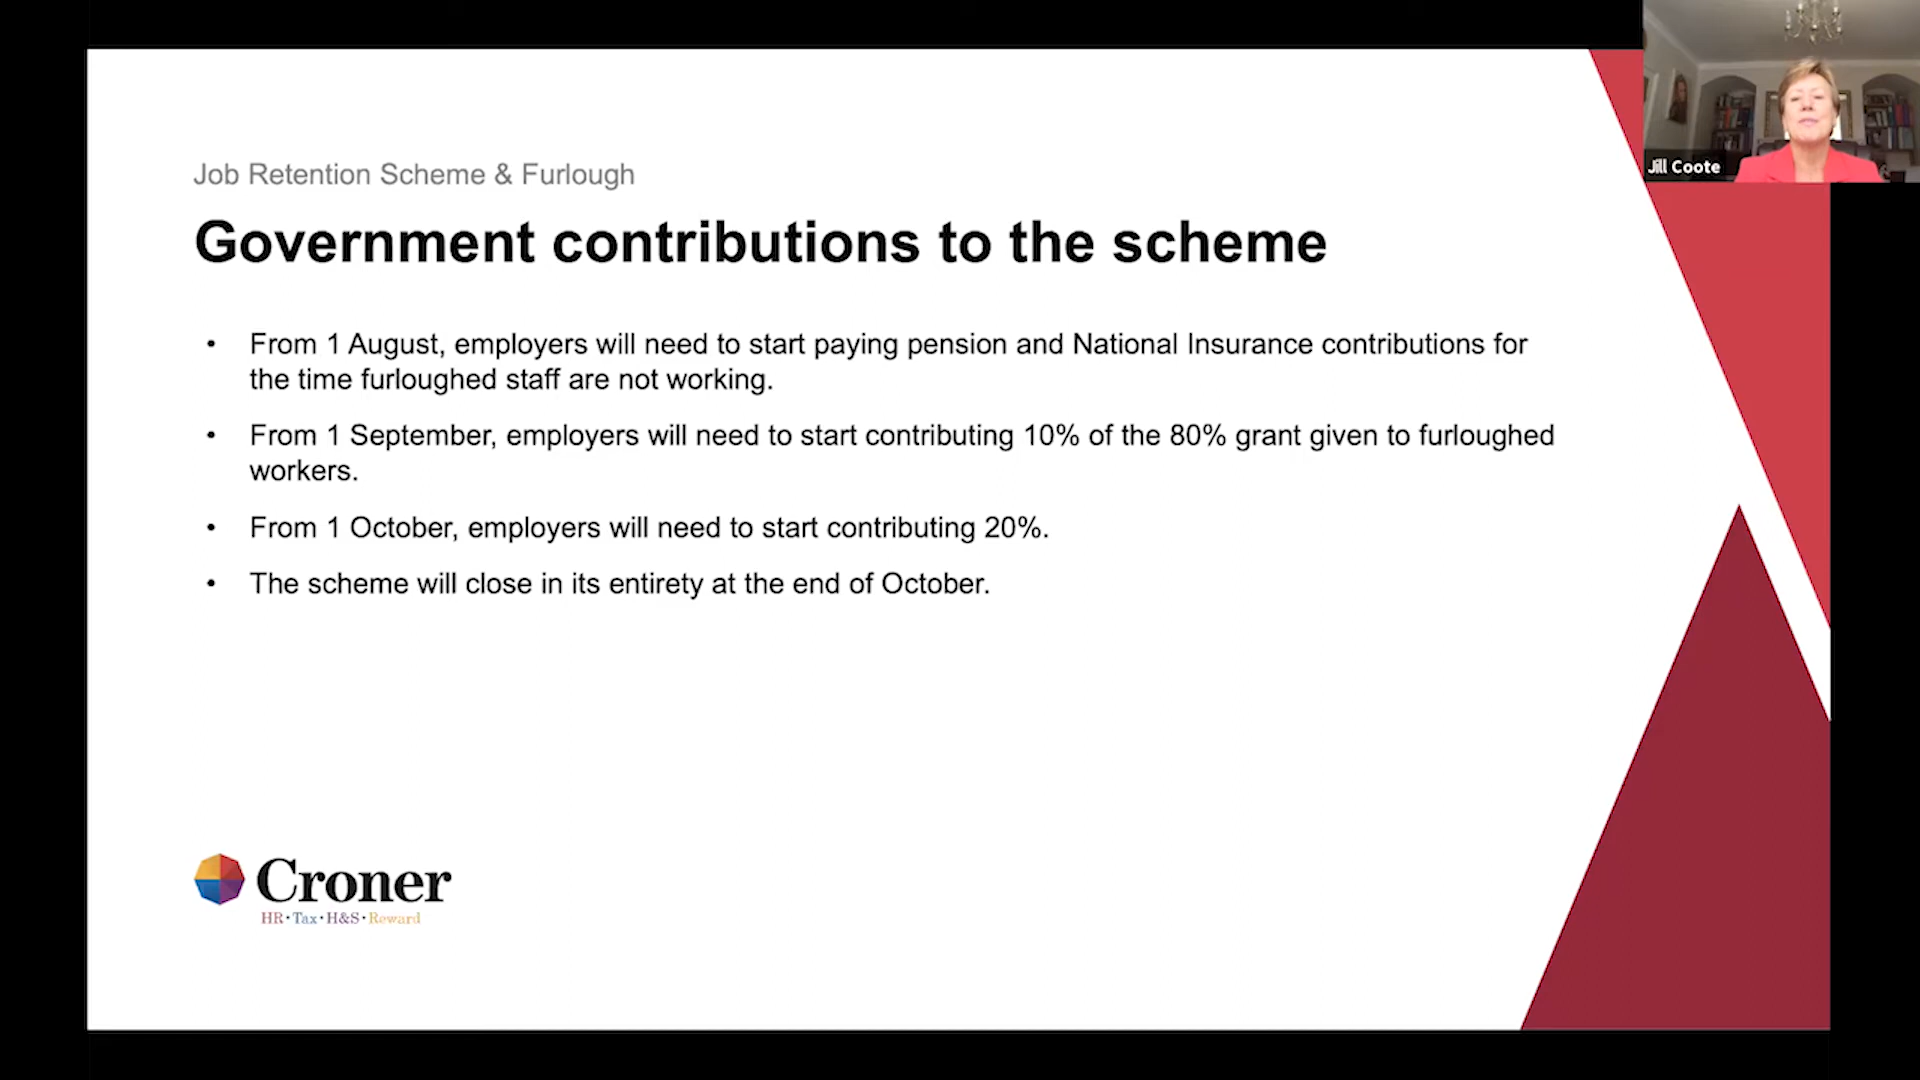 Jill Coote
Job Retention Scheme & Furlough
Government contributions to the scheme
• From 1 August, employers will need to start paying pension and National Insurance contributions for
the time furloughed staff are not working.
• From 1 September, employers will need to start contributing 10% of the 80% grant given to furloughed
workers.
• From 1 October, employers will need to start contributing 20%.
• The scheme will close in its entirety at the end of October.
Croner
HR・Tax・H&S・Reward